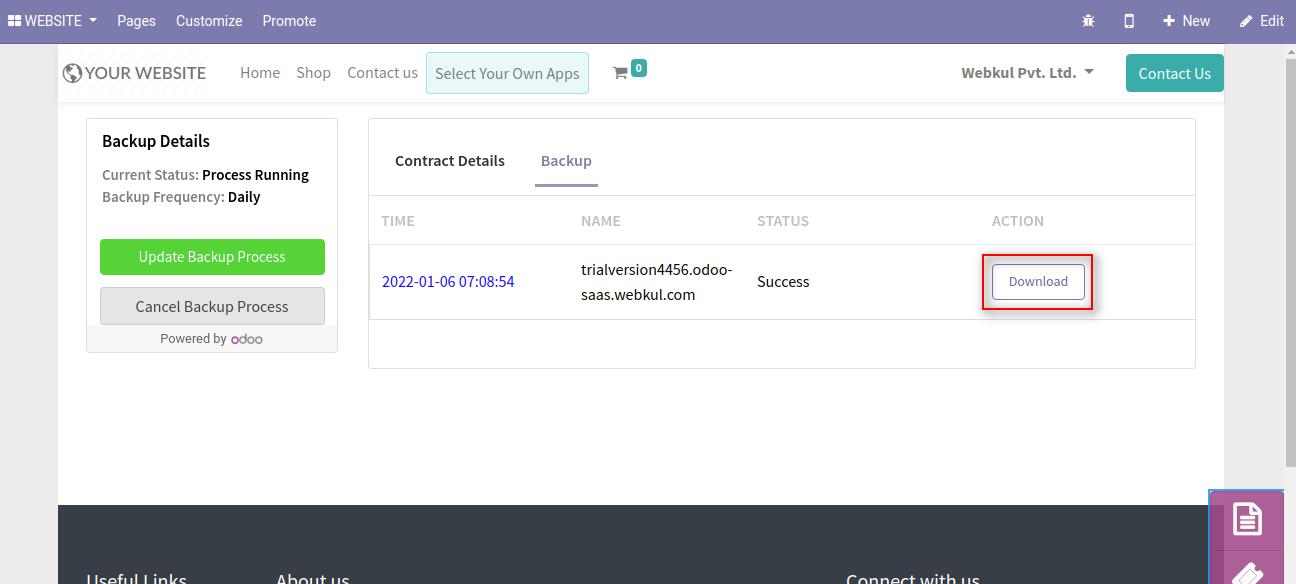 WEBSITE Pages Customize Promote New Edit
YOUR WEBSITE Home Shop Contact us Select Your Own Apps 0 Webkul Pvt. Ltd. Contact Us
Backup Details
Current Status: Process Running
Backup Frequency: Daily
Update Backup Process
Cancel Backup Process
Powered by odoo
Contract Details Backup
TIME NAME STATUS ACTION
2022-01-06 07:08:54 trialversion4456.odoo-
saas.webkul.com Success Download
Useful Links About us Connect with us